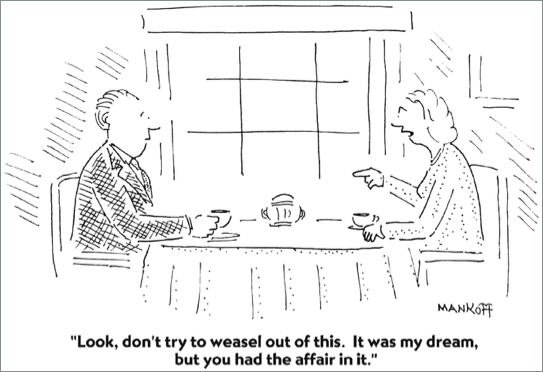 MANKOFF
"Look, don't try to weasel out of this.  It was my dream,
but you had the affair in it."